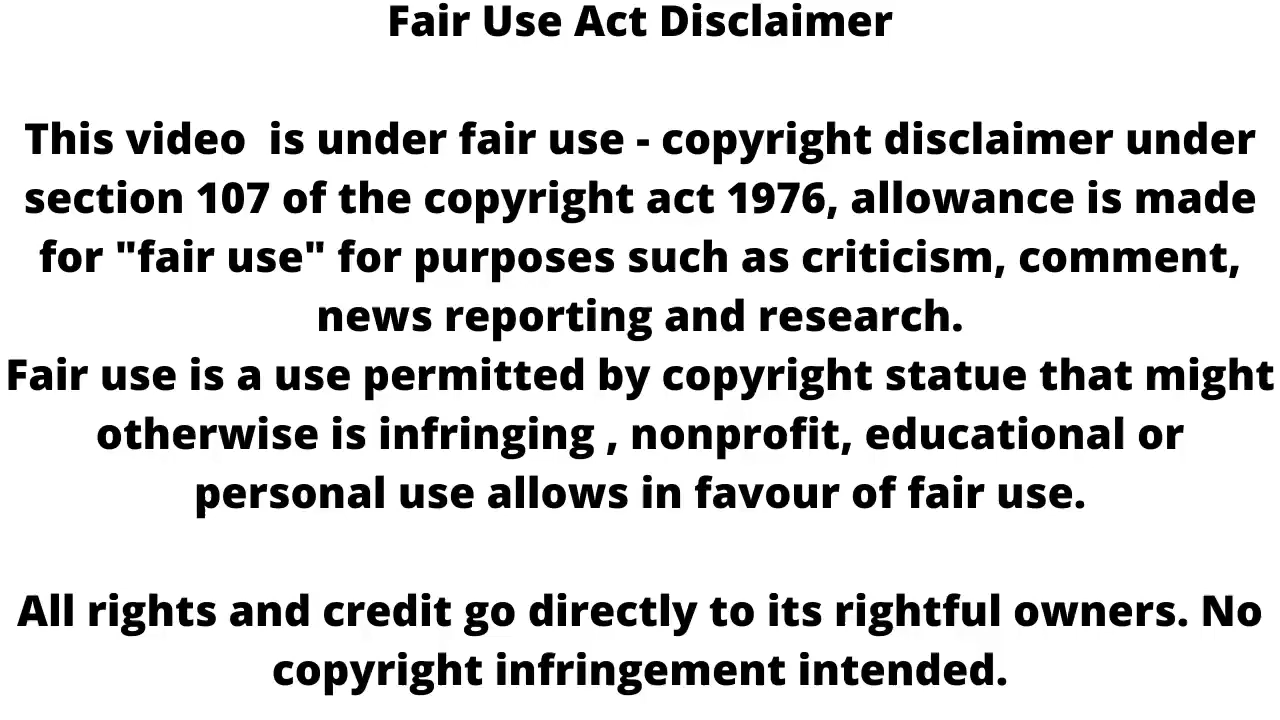 Fair Use Act Disclaimer
This video  is under fair use - copyright disclaimer under
section 107 of the copyright act 1976, allowance is made
for "fair use" for purposes such as criticism, comment,
news reporting and research.
Fair use is a use permitted by copyright statue that might
otherwise is infringing , nonprofit, educational or
personal use allows in favour of fair use.
All rights and credit go directly to its rightful owners. No
copyright infringement intended.